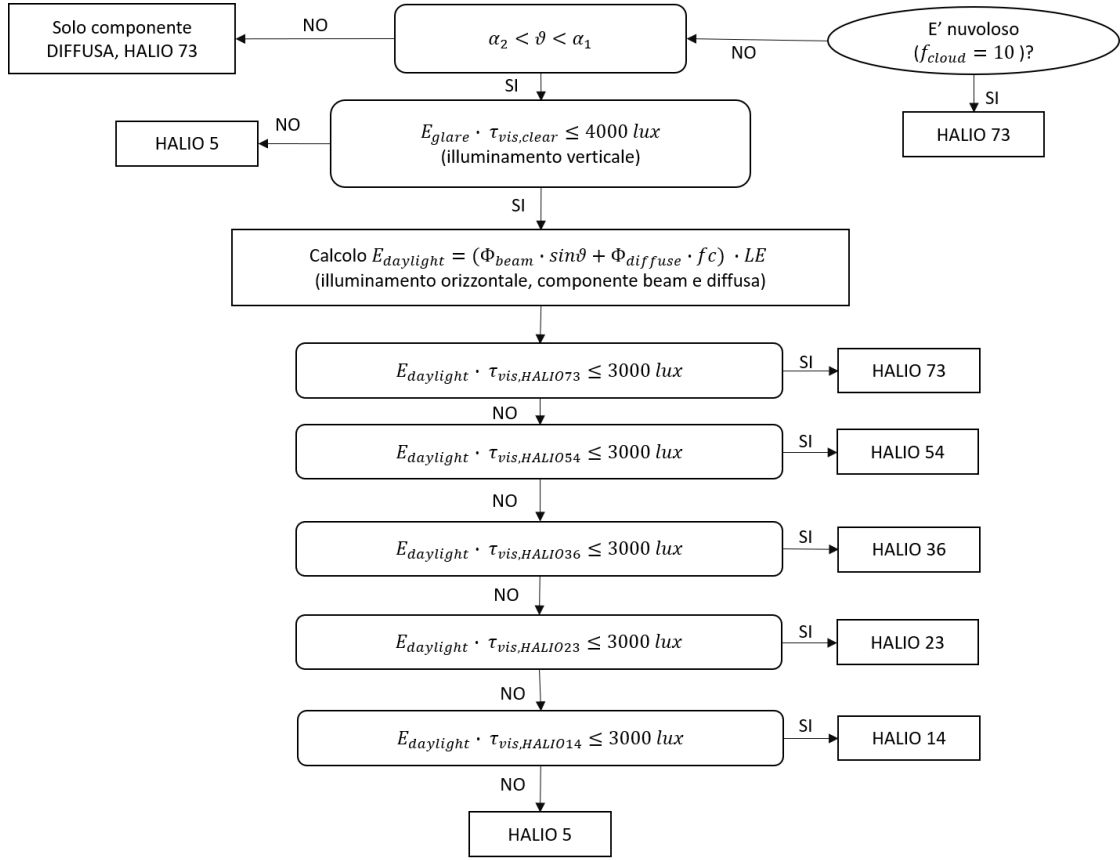 E' nuvoloso
(f_cloud = 10 )?
NO
SI
HALIO 73
α₂ < ϑ < α₁
NO
Solo componente
DIFFUSA, HALIO 73
SI
E_glare · τ_vis,clear ≤ 4000 lux
(illuminamento verticale)
NO
HALIO 5
SI
Calcolo E_daylight = (Φ_beam · sinϑ + Φ_diffuse · fc) · LE
(illuminamento orizzontale, componente beam e diffusa)
E_daylight · τ_vis,HALIO73 ≤ 3000 lux
SI
HALIO 73
NO
E_daylight · τ_vis,HALIO54 ≤ 3000 lux
SI
HALIO 54
NO
E_daylight · τ_vis,HALIO36 ≤ 3000 lux
SI
HALIO 36
NO
E_daylight · τ_vis,HALIO23 ≤ 3000 lux
SI
HALIO 23
NO
E_daylight · τ_vis,HALIO14 ≤ 3000 lux
SI
HALIO 14
NO
HALIO 5